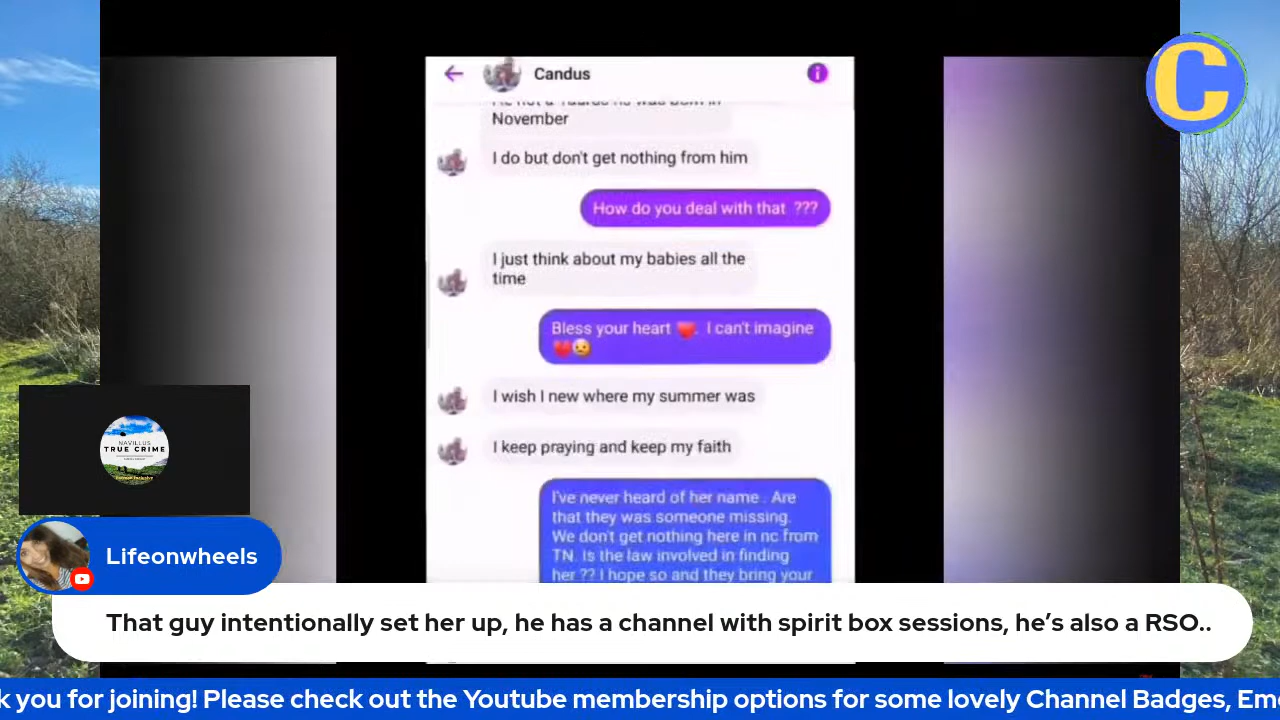 Candus
November
I do but don't get nothing from him
How do you deal with that ???
I just think about my babies all the
time
Bless your heart ❤️. I can't imagine
💔😟
I wish I new where my summer was
I keep praying and keep my faith
I've never heard of her name. Are
that they was someone missing.
We don't get nothing here in nc from
TN. Is the law involved in finding
her ?? I hope so and they bring your
C
NAVILLUS
TRUE CRIME
Lifeonwheels
That guy intentionally set her up, he has a channel with spirit box sessions, he's also a RSO..
k you for joining! Please check out the Youtube membership options for some lovely Channel Badges, Em